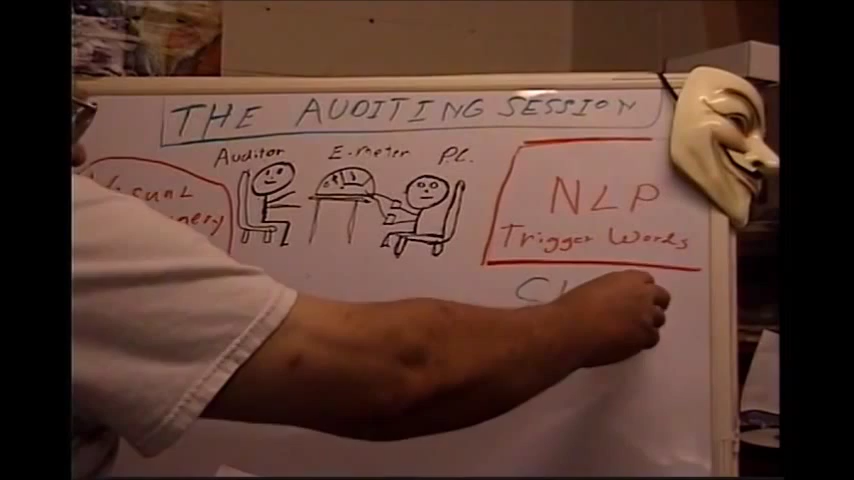 THE AUDITING SESSION
Auditor E-meter P.C.
NLP
Trigger Words